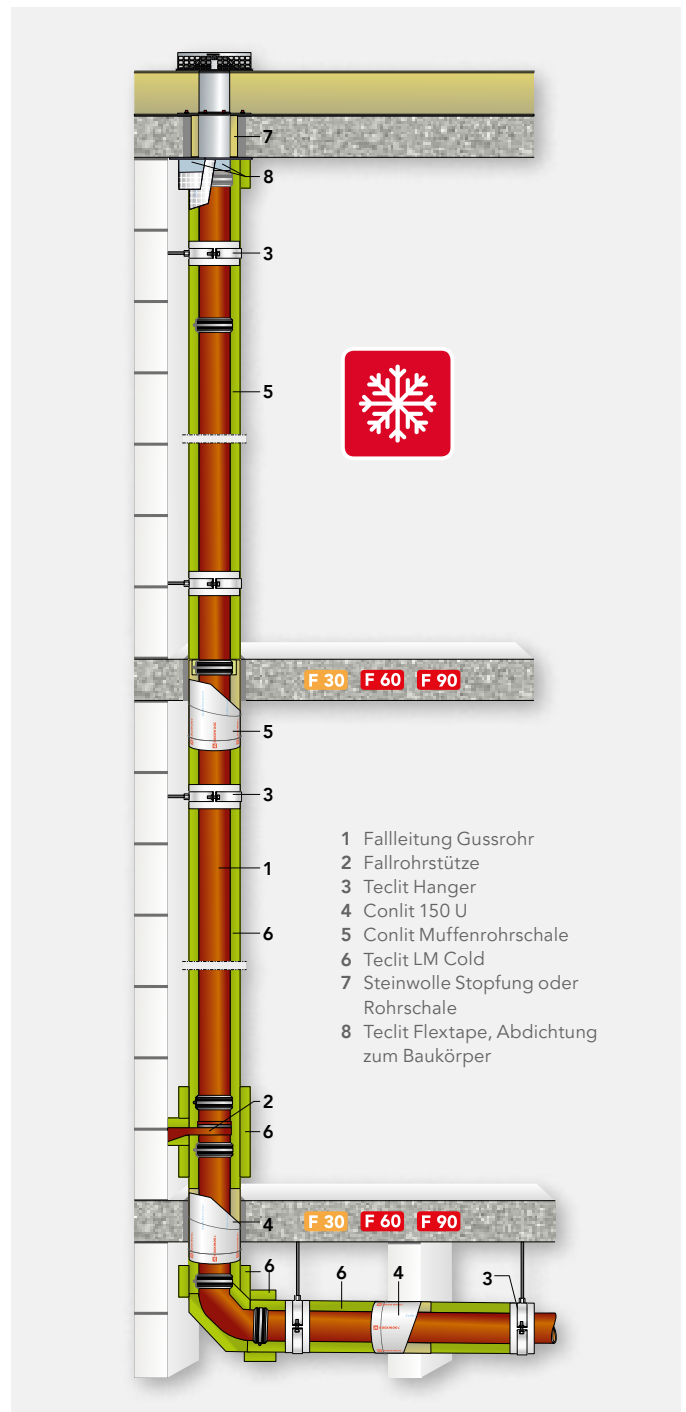 7
8
3
5
F 30 F 60 F 90
5
3
1
6
1 Fallleitung Gussrohr
2 Fallrohrstütze
3 Teclit Hanger
4 Conlit 150 U
5 Conlit Muffenrohrschale
6 Teclit LM Cold
7 Steinwolle Stopfung oder
Rohrschale
8 Teclit Flextape, Abdichtung
zum Baukörper
2
6
4
F 30 F 60 F 90
6
6
4
3